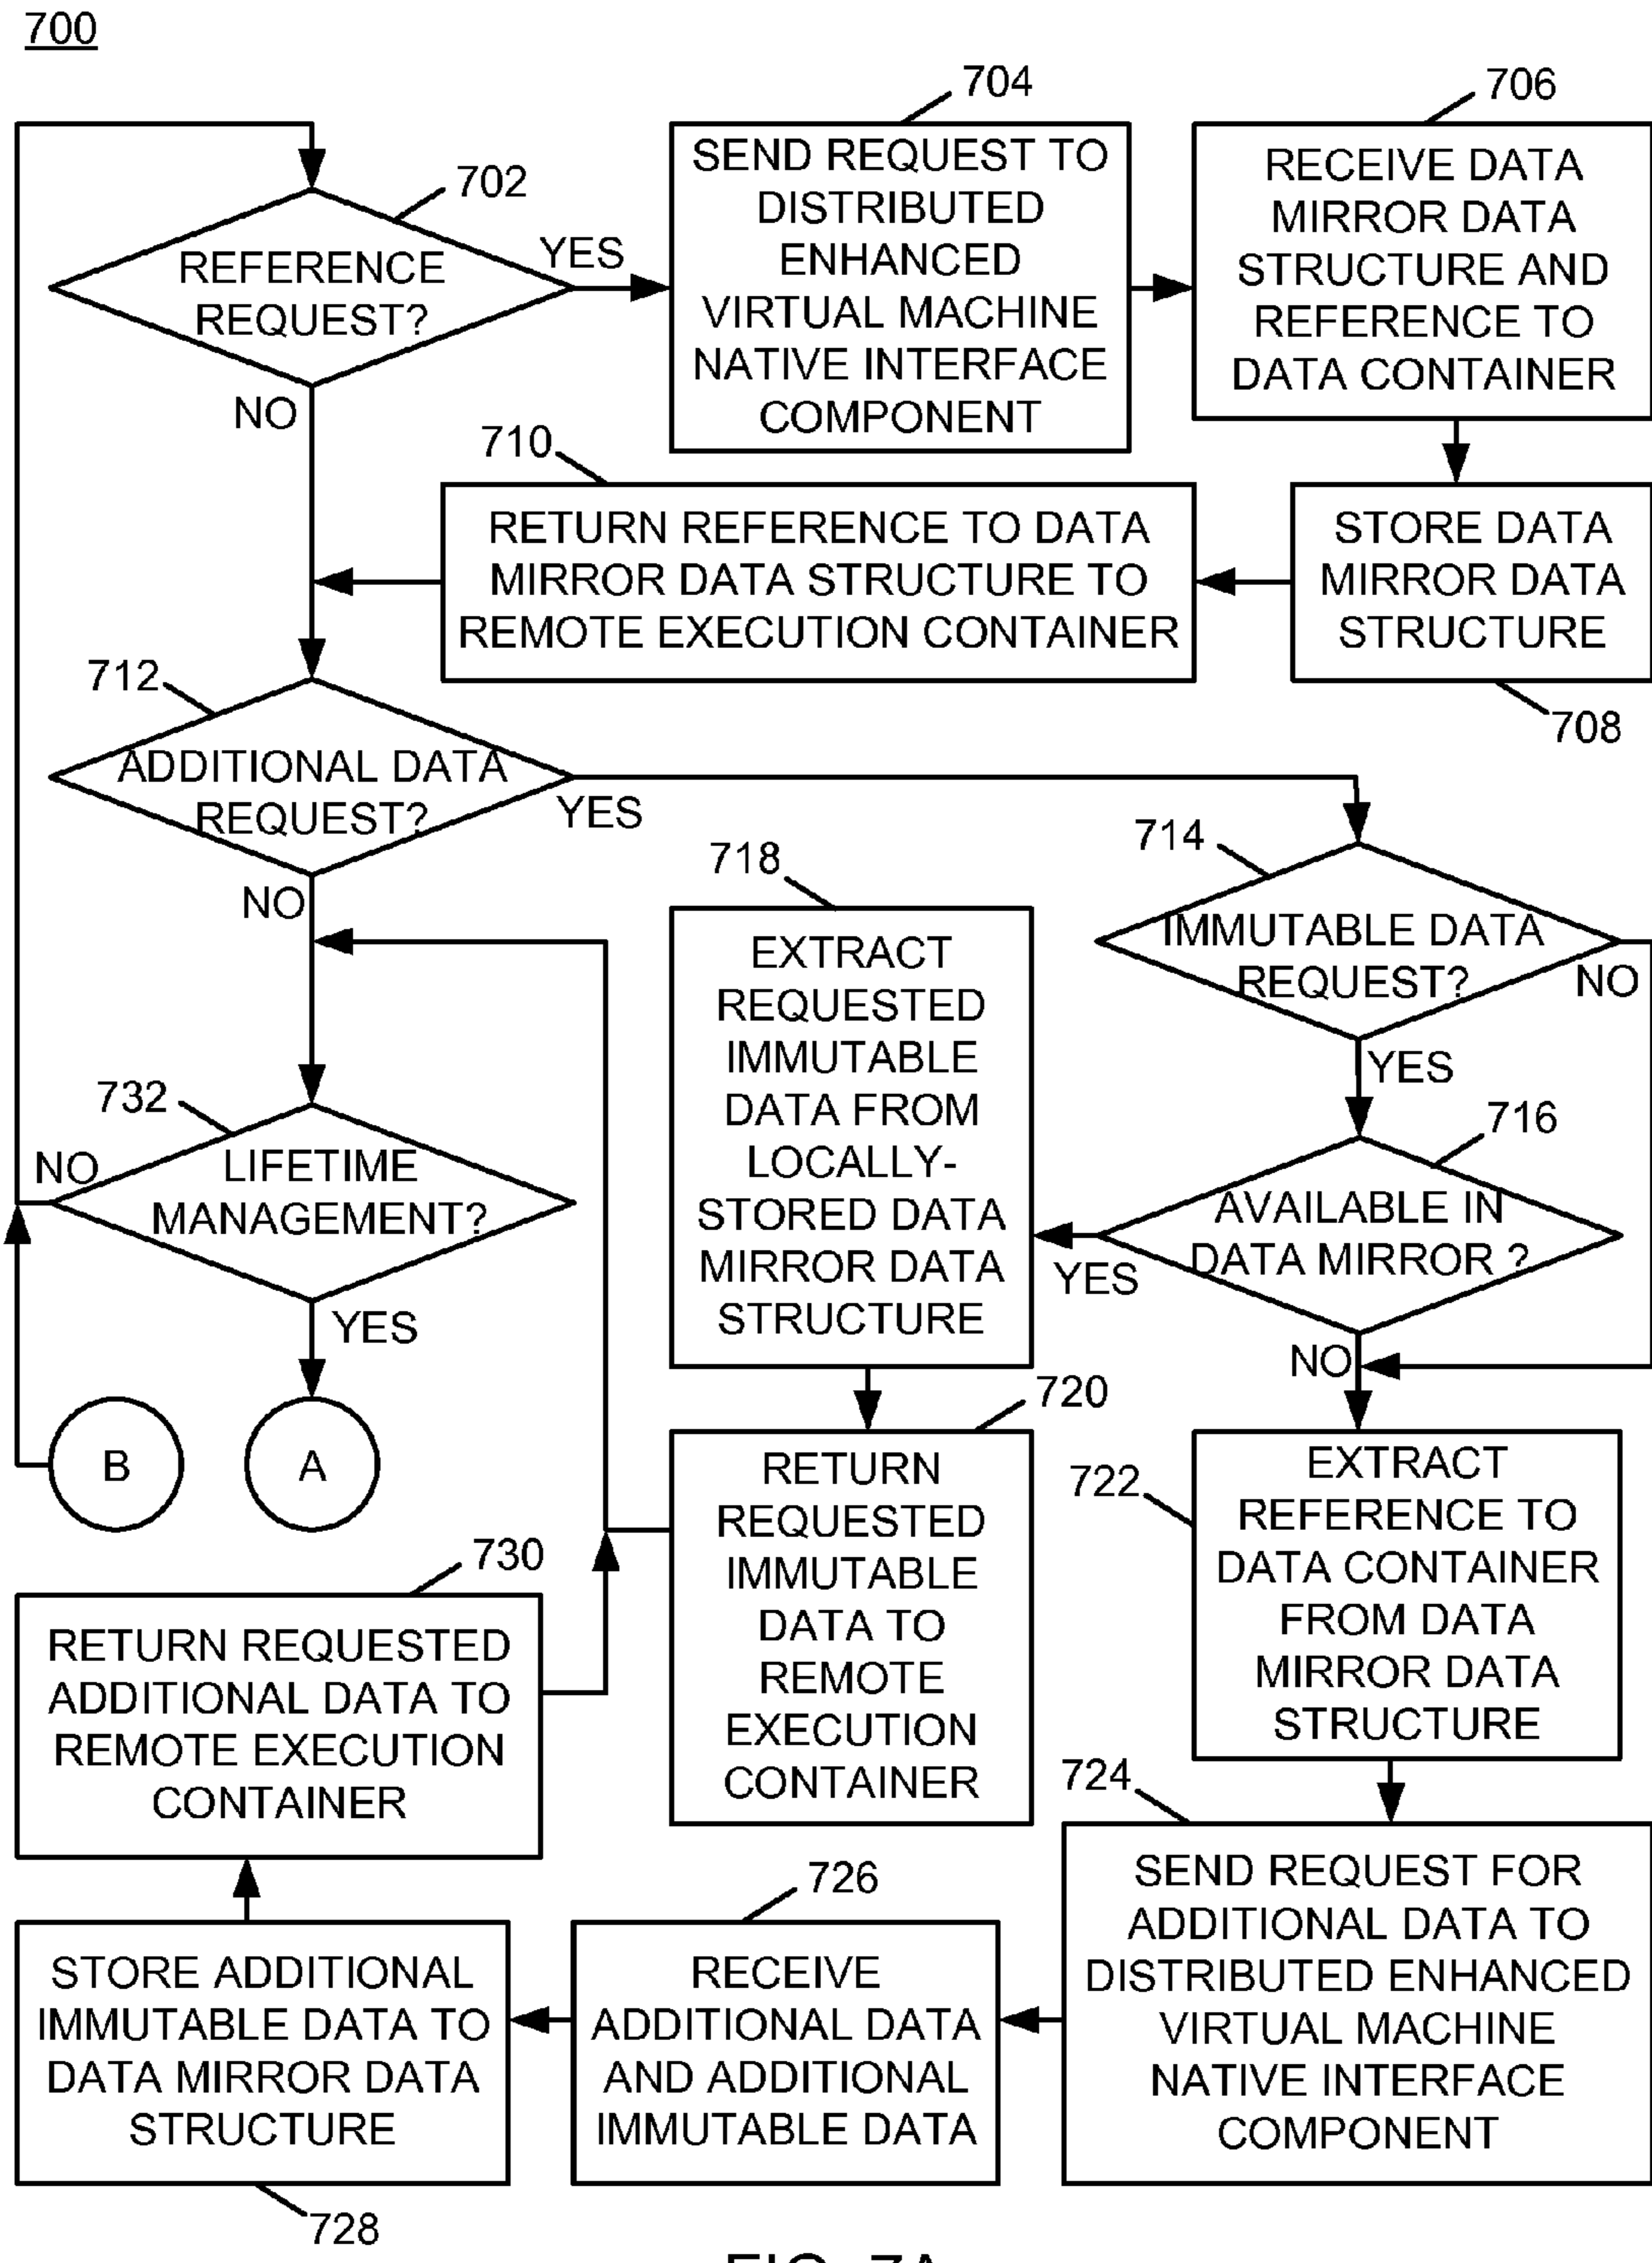 700
704
706
702
REFERENCE
REQUEST?
YES
NO
SEND REQUEST TO
DISTRIBUTED
ENHANCED
VIRTUAL MACHINE
NATIVE INTERFACE
COMPONENT
RECEIVE DATA
MIRROR DATA
STRUCTURE AND
REFERENCE TO
DATA CONTAINER
710
RETURN REFERENCE TO DATA
MIRROR DATA STRUCTURE TO
REMOTE EXECUTION CONTAINER
STORE DATA
MIRROR DATA
STRUCTURE
708
712
ADDITIONAL DATA
REQUEST?
YES
NO
714
IMMUTABLE DATA
REQUEST?
NO
YES
716
AVAILABLE IN
DATA MIRROR ?
YES
NO
718
EXTRACT
REQUESTED
IMMUTABLE
DATA FROM
LOCALLY-
STORED DATA
MIRROR DATA
STRUCTURE
732
NO
LIFETIME
MANAGEMENT?
YES
B
A
720
RETURN
REQUESTED
IMMUTABLE
DATA TO
REMOTE
EXECUTION
CONTAINER
722
EXTRACT
REFERENCE TO
DATA CONTAINER
FROM DATA
MIRROR DATA
STRUCTURE
730
RETURN REQUESTED
ADDITIONAL DATA TO
REMOTE EXECUTION
CONTAINER
724
SEND REQUEST FOR
ADDITIONAL DATA TO
DISTRIBUTED ENHANCED
VIRTUAL MACHINE
NATIVE INTERFACE
COMPONENT
726
RECEIVE
ADDITIONAL DATA
AND ADDITIONAL
IMMUTABLE DATA
STORE ADDITIONAL
IMMUTABLE DATA TO
DATA MIRROR DATA
STRUCTURE
728
FIG. 7A